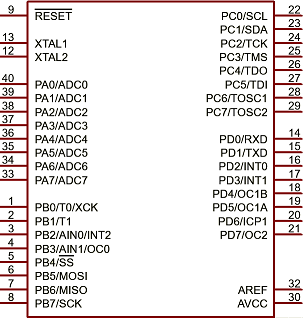 9 RESET
13 XTAL1
12 XTAL2
40 PA0/ADC0
39 PA1/ADC1
38 PA2/ADC2
37 PA3/ADC3
36 PA4/ADC4
35 PA5/ADC5
34 PA6/ADC6
33 PA7/ADC7
1 PB0/T0/XCK
2 PB1/T1
3 PB2/AIN0/INT2
4 PB3/AIN1/OC0
5 PB4/SS
6 PB5/MOSI
7 PB6/MISO
8 PB7/SCK
PC0/SCL 22
PC1/SDA 23
PC2/TCK 24
PC3/TMS 25
PC4/TDO 26
PC5/TDI 27
PC6/TOSC1 28
PC7/TOSC2 29
PD0/RXD 14
PD1/TXD 15
PD2/INT0 16
PD3/INT1 17
PD4/OC1B 18
PD5/OC1A 19
PD6/ICP1 20
PD7/OC2 21
AREF 32
AVCC 30